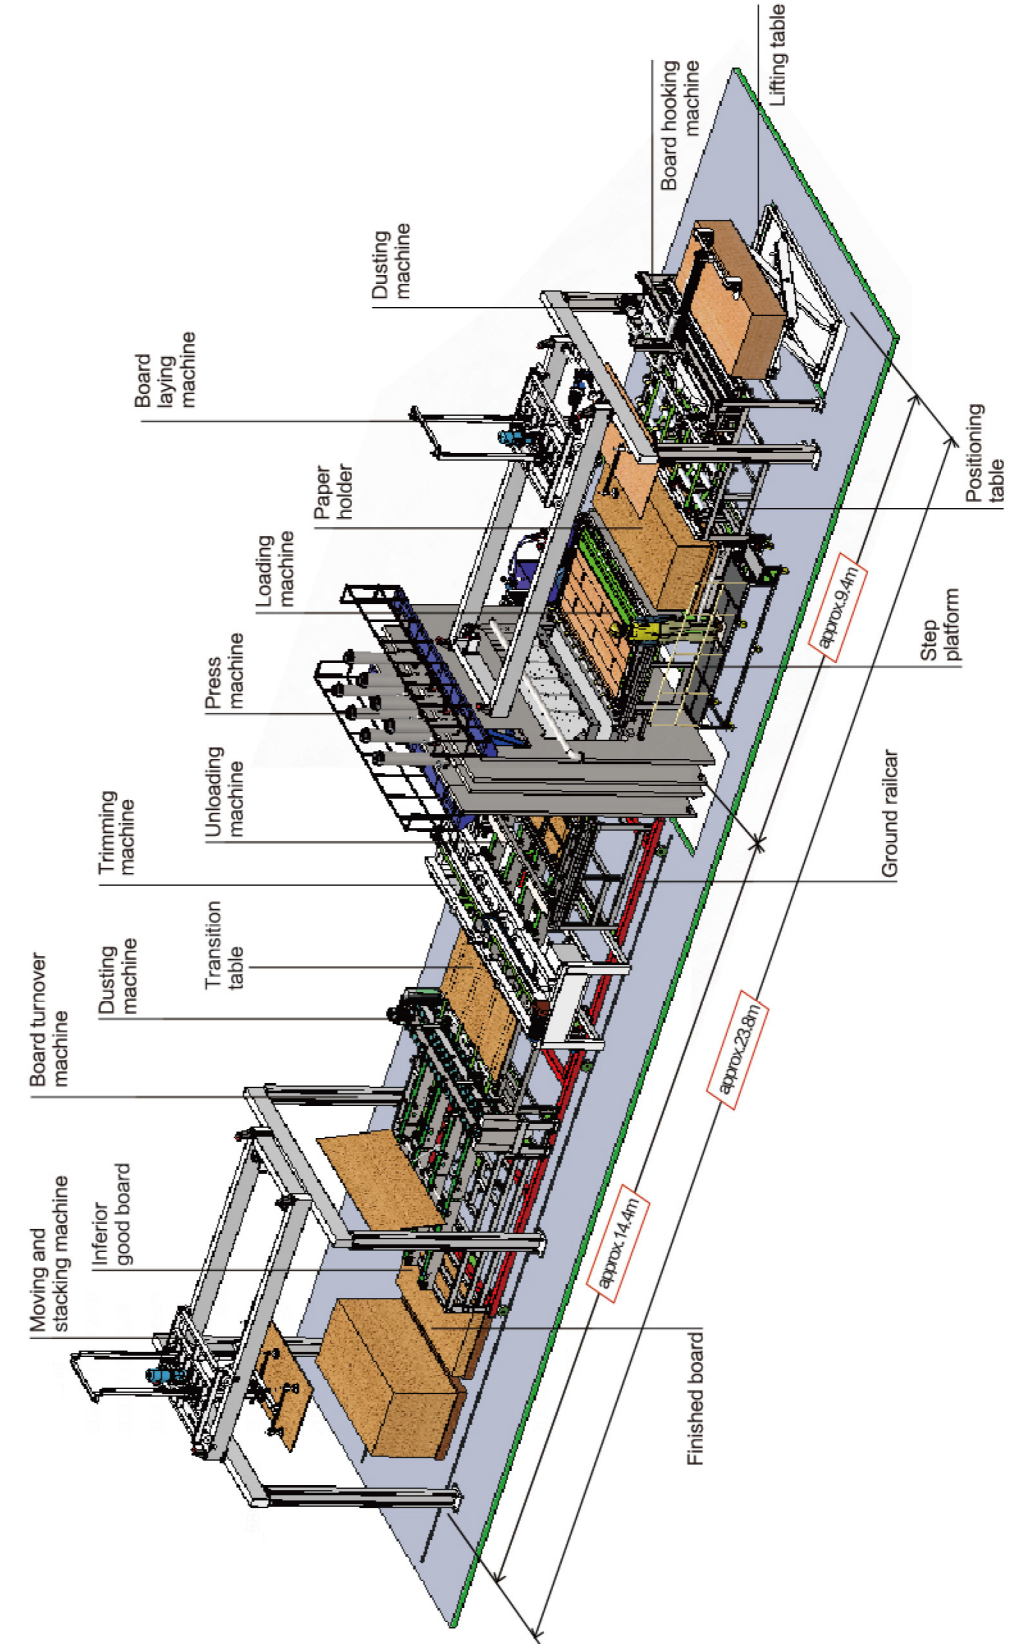 Moving and
stacking machine
Inferior
good board
Board turnover
machine
Dusting
machine
Transition
table
Trimming
machine
Unloading
machine
Press
machine
Loading
machine
Paper
holder
Board
laying
machine
Dusting
machine
Board hooking
machine
Lifting table
Finished board
Ground railcar
Step
platform
Positioning
table
approx.14.4m
approx.23.8m
approx.9.4m